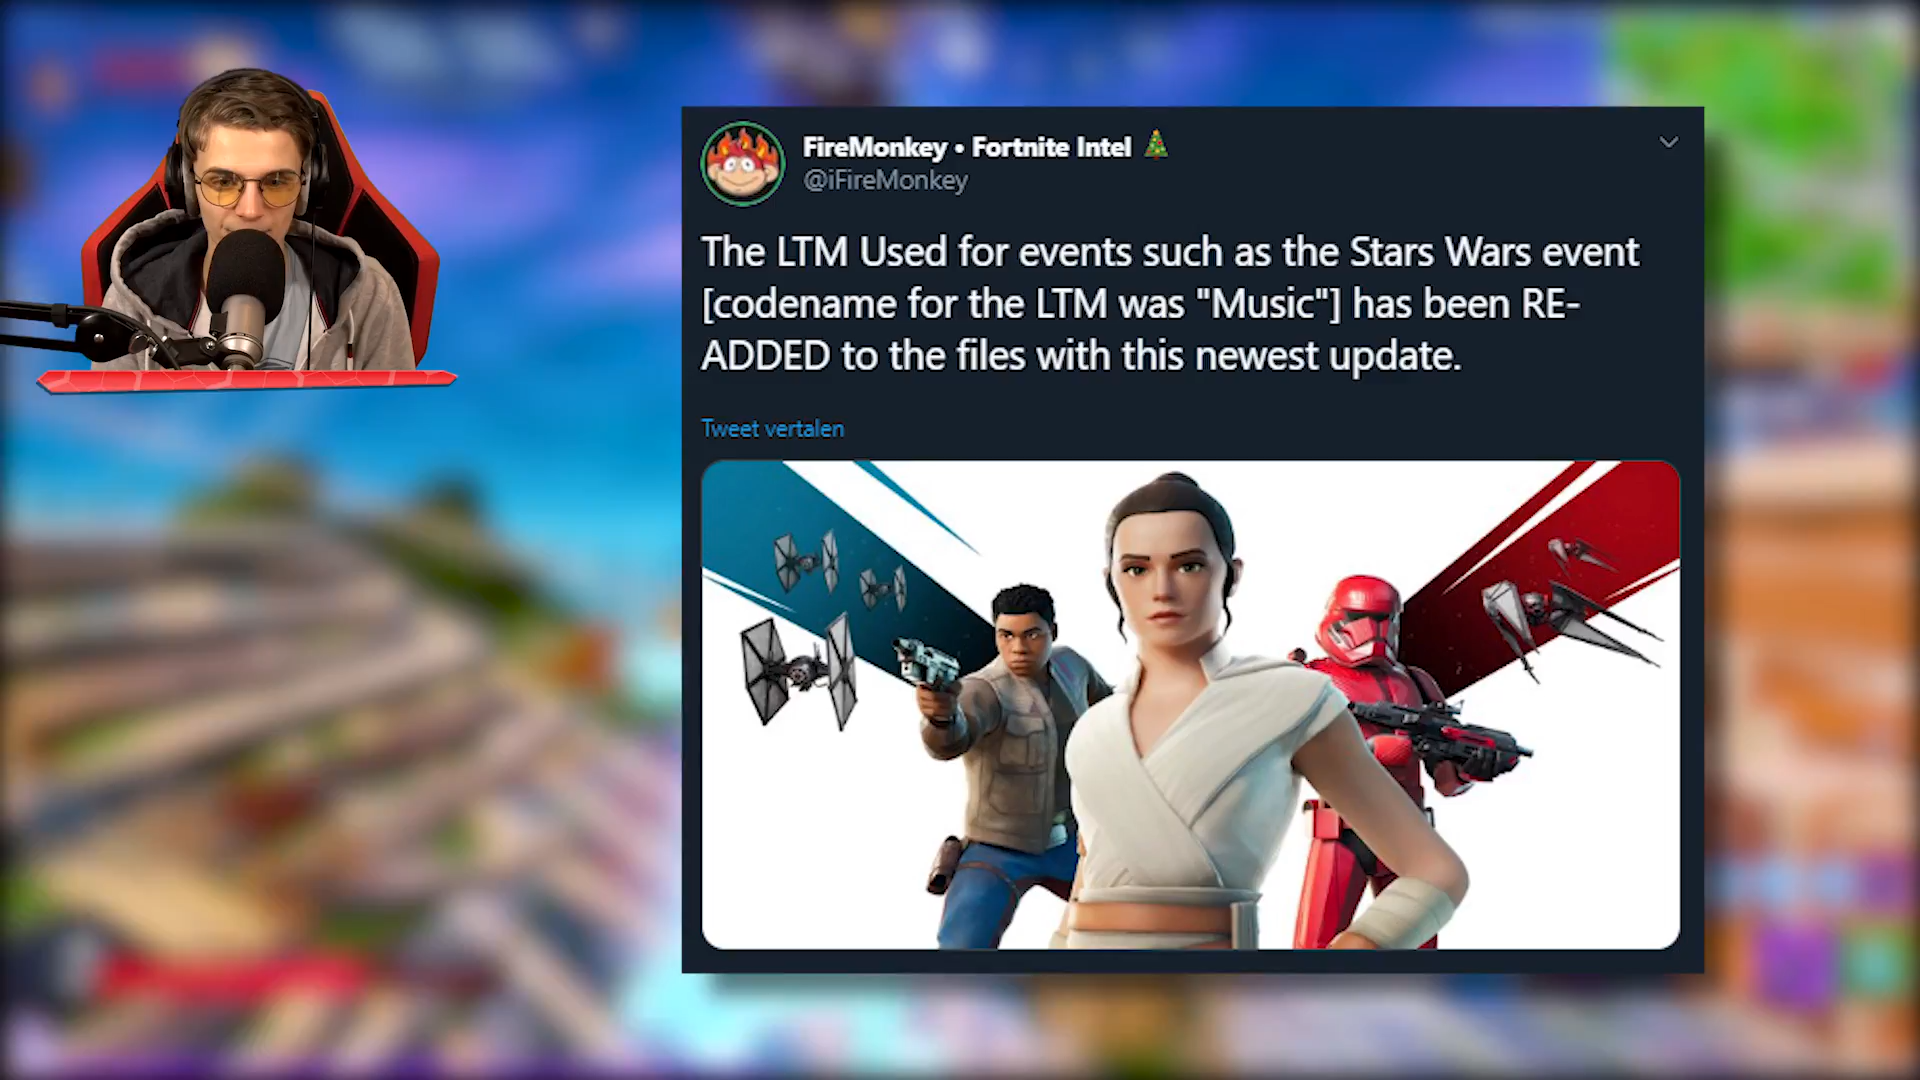 FireMonkey • Fortnite Intel 🎄
@iFireMonkey
The LTM Used for events such as the Stars Wars event
[codename for the LTM was "Music"] has been RE-
ADDED to the files with this newest update.
Tweet vertalen